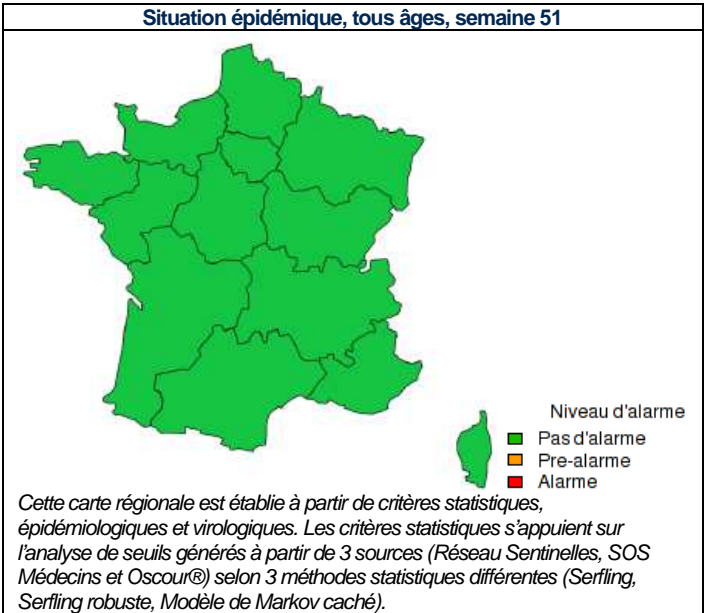 Situation épidémique, tous âges, semaine 51
Niveau d'alarme
Pas d'alarme
Pre-alarme
Alarme
Cette carte régionale est établie à partir de critères statistiques,
épidémiologiques et virologiques. Les critères statistiques s'appuient sur
l'analyse de seuils générés à partir de 3 sources (Réseau Sentinelles, SOS
Médecins et Oscour®) selon 3 méthodes statistiques différentes (Serfling,
Serfling robuste, Modèle de Markov caché).